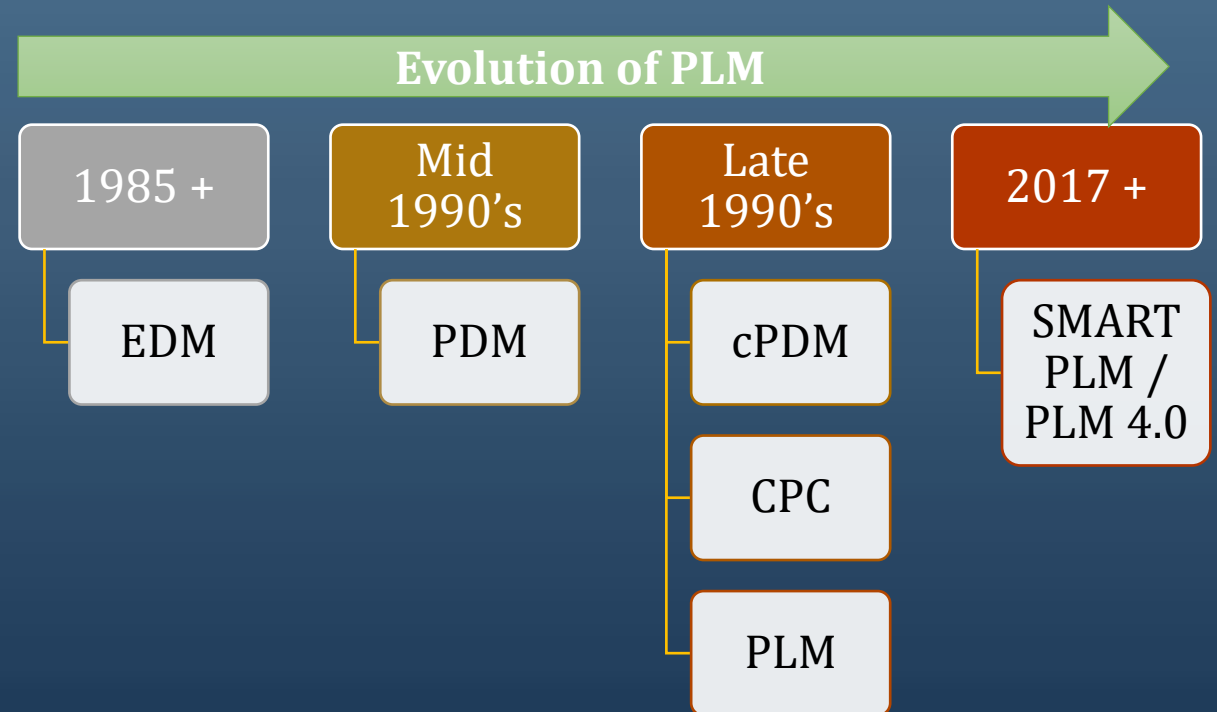 Evolution of PLM
1985 +
EDM
Mid
1990’s
PDM
Late
1990’s
cPDM
CPC
PLM
2017 +
SMART
PLM /
PLM 4.0